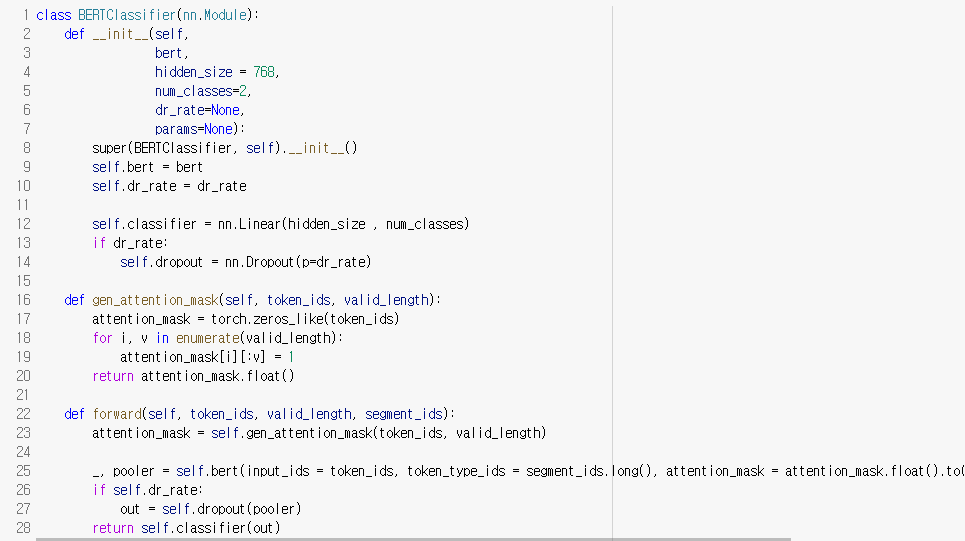 1 class BERTClassifier(nn.Module):
2     def __init__(self,
3                  bert,
4                  hidden_size = 768,
5                  num_classes=2,
6                  dr_rate=None,
7                  params=None):
8         super(BERTClassifier, self).__init__()
9         self.bert = bert
10         self.dr_rate = dr_rate
11
12         self.classifier = nn.Linear(hidden_size , num_classes)
13         if dr_rate:
14             self.dropout = nn.Dropout(p=dr_rate)
15
16     def gen_attention_mask(self, token_ids, valid_length):
17         attention_mask = torch.zeros_like(token_ids)
18         for i, v in enumerate(valid_length):
19             attention_mask[i][:v] = 1
20         return attention_mask.float()
21
22     def forward(self, token_ids, valid_length, segment_ids):
23         attention_mask = self.gen_attention_mask(token_ids, valid_length)
24
25         _, pooler = self.bert(input_ids = token_ids, token_type_ids = segment_ids.long(), attention_mask = attention_mask.float().to(
26         if self.dr_rate:
27             out = self.dropout(pooler)
28         return self.classifier(out)